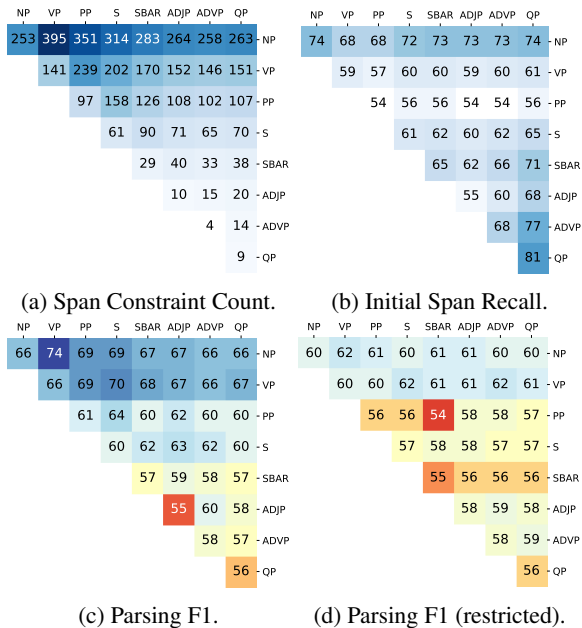 NP VP PP S SBAR ADJP ADVP QP
253 395 351 314 283 264 258 263 NP
141 239 202 170 152 146 151 VP
97 158 126 108 102 107 PP
61 90 71 65 70 S
29 40 33 38 SBAR
10 15 20 ADJP
4 14 ADVP
9 QP
(a) Span Constraint Count.
NP VP PP S SBAR ADJP ADVP QP
74 68 68 72 73 73 73 74 NP
59 57 60 60 59 60 61 VP
54 56 56 54 54 56 PP
61 62 60 62 65 S
65 62 66 71 SBAR
55 60 68 ADJP
68 77 ADVP
81 QP
(b) Initial Span Recall.
NP VP PP S SBAR ADJP ADVP QP
66 74 69 69 67 67 66 66 NP
66 69 70 68 67 66 67 VP
61 64 60 62 60 60 PP
60 62 63 62 60 S
57 59 58 57 SBAR
55 60 58 ADJP
58 57 ADVP
56 QP
(c) Parsing F1.
NP VP PP S SBAR ADJP ADVP QP
60 62 61 60 61 61 60 60 NP
60 60 62 61 61 62 61 VP
56 56 54 58 58 57 PP
57 58 58 57 57 S
55 56 56 56 SBAR
58 59 58 ADJP
58 59 ADVP
56 QP
(d) Parsing F1 (restricted).